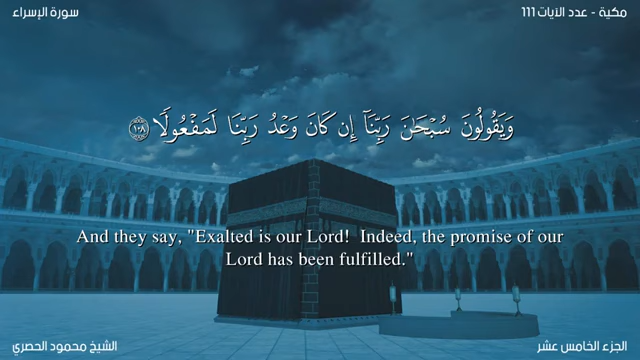 مكية - عدد الآيات 111
سورة الإسراء
وَيَقُولُونَ سُبْحَٰنَ رَبِّنَآ إِن كَانَ وَعْدُ رَبِّنَا لَمَفْعُولًا ١٠٨
And they say, "Exalted is our Lord! Indeed, the promise of our
Lord has been fulfilled."
الجزء الخامس عشر
الشيخ محمود الحصري